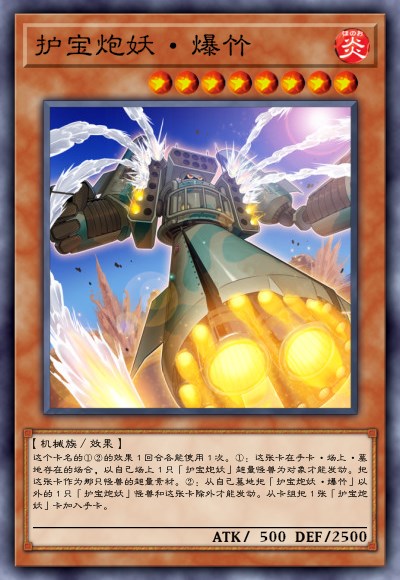 护宝炮妖・爆竹
ほのお
炎
【机械族／效果】
这个卡名的①②的效果1回合各能使用1次。①：这张卡在手卡・场上・墓
地存在的场合，以自己场上1只「护宝炮妖」超量怪兽为对象才能发动。把
这张卡作为那只怪兽的超量素材。②：从自己墓地把「护宝炮妖・爆竹」以
外的1只「护宝炮妖」怪兽和这张卡除外才能发动。从卡组把1张「护宝炮
妖」卡加入手卡。
ATK/ 500 DEF/2500